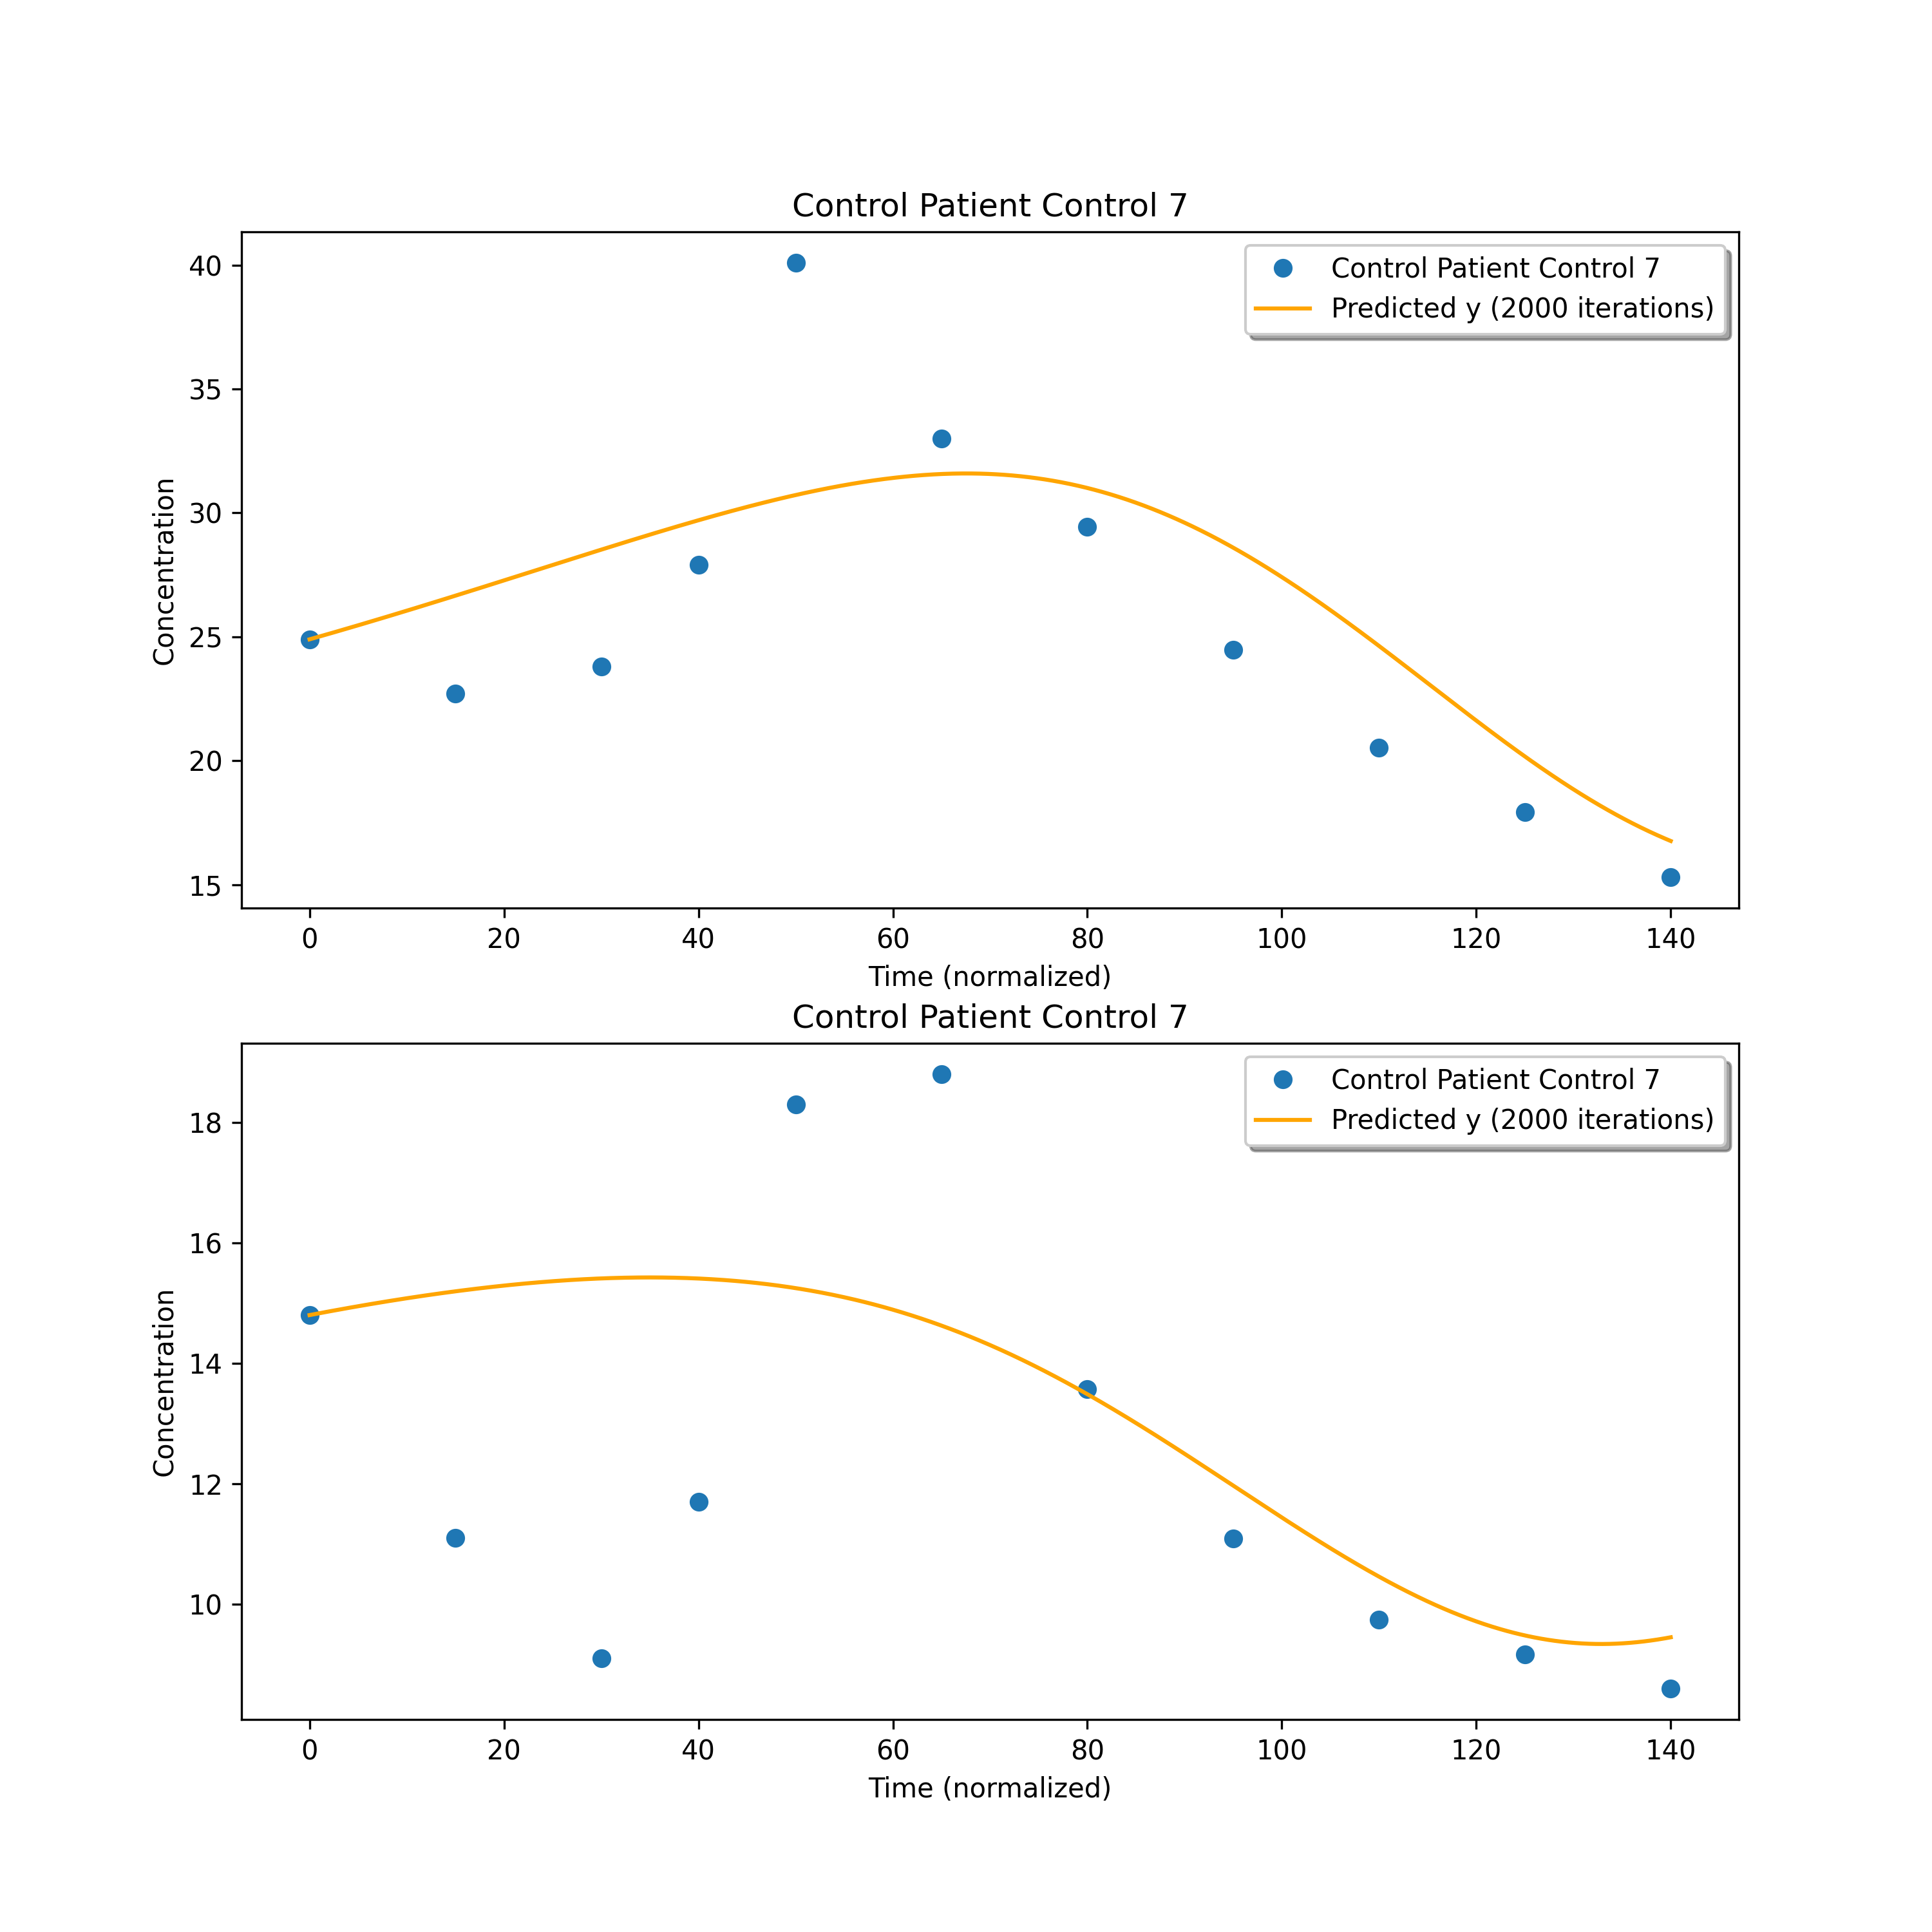 Control Patient Control 7
Control Patient Control 7
Predicted y (2000 iterations)
40
35
30
25
20
15
Concentration
0 20 40 60 80 100 120 140
Time (normalized)
Control Patient Control 7
Control Patient Control 7
Predicted y (2000 iterations)
18
16
14
12
10
Concentration
0 20 40 60 80 100 120 140
Time (normalized)